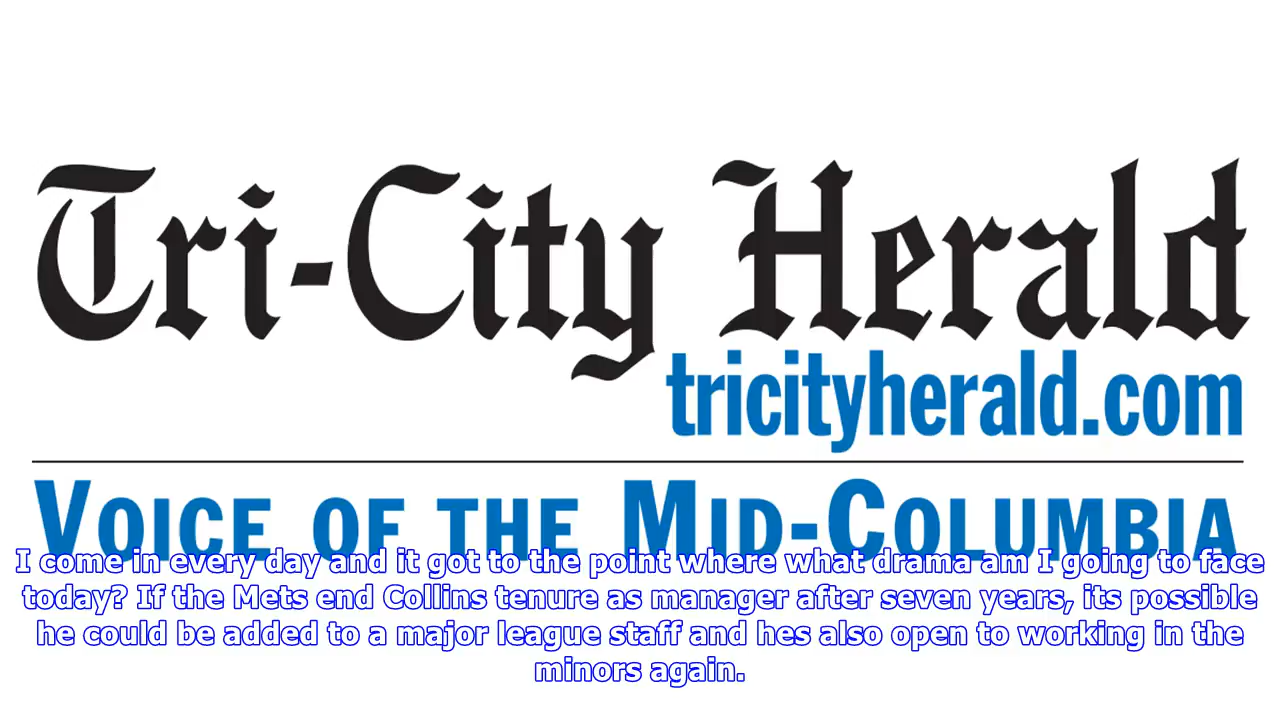 Tri-City Herald
tricityherald.com
VOICE OF THE MID-COLUMBIA
I come in every day and it got to the point where what drama am I going to face
today? If the Mets end Collins tenure as manager after seven years, its possible
he could be added to a major league staff and hes also open to working in the
minors again.